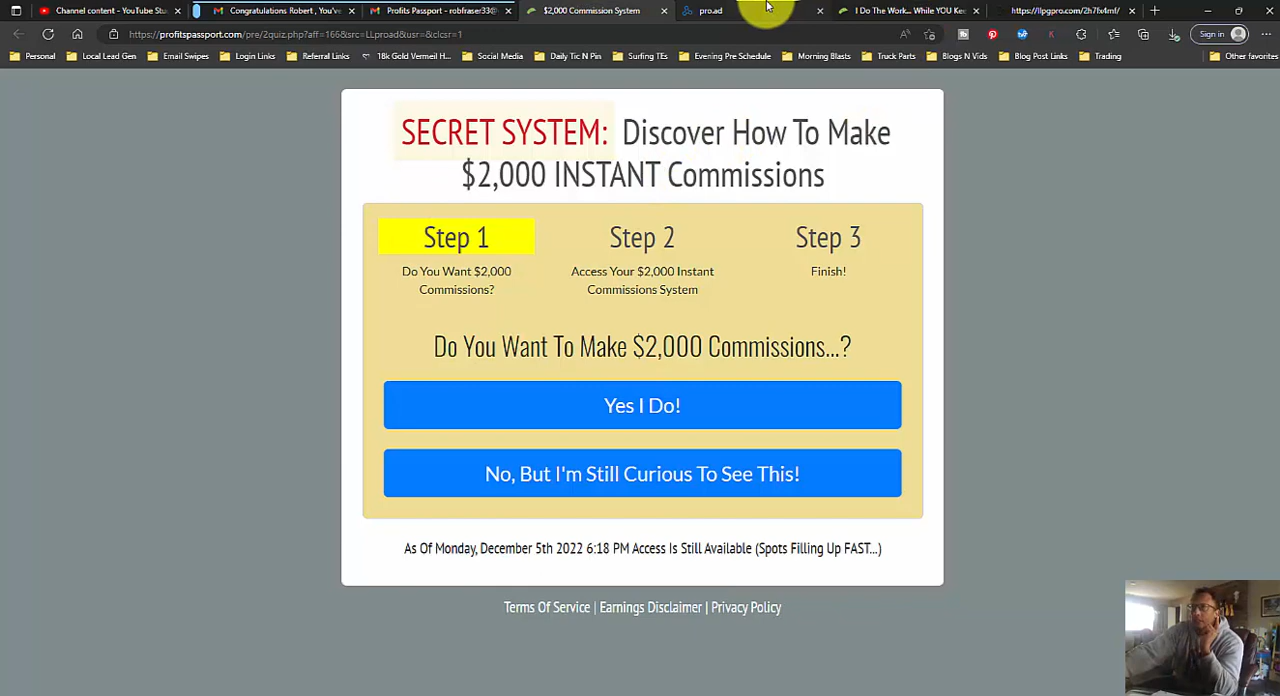 Channel content - YouTube Stu
Congratulations Robert , You've
Profits Passport - robfraser33@
$2,000 Commission System
pro.ad
I Do The Work... While YOU Ke
https://llpgpro.com/2h7fx4mf/
https://profitspassport.com/pre/2quiz.php?aff=166&src=LLproad&usr=&clcsr=1
Sign in
Personal
Local Lead Gen
Email Swipes
Login Links
Referral Links
18k Gold Vermeil H...
Social Media
Daily Tic N Pin
Surfing TEs
Evening Pre Schedule
Morning Blasts
Truck Parts
Blogs N Vids
Blog Post Links
Trading
Other favorites
SECRET SYSTEM: Discover How To Make
$2,000 INSTANT Commissions
Step 1
Step 2
Step 3
Do You Want $2,000
Commissions?
Access Your $2,000 Instant
Commissions System
Finish!
Do You Want To Make $2,000 Commissions...?
Yes I Do!
No, But I'm Still Curious To See This!
As Of Monday, December 5th 2022 6:18 PM Access Is Still Available (Spots Filling Up FAST...)
Terms Of Service | Earnings Disclaimer | Privacy Policy